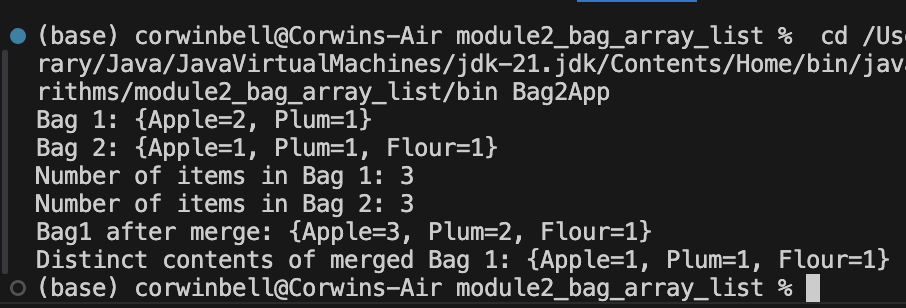 (base) corwinbell@Corwins-Air module2_bag_array_list %  cd /Use
rary/Java/JavaVirtualMachines/jdk-21.jdk/Contents/Home/bin/java
rithms/module2_bag_array_list/bin Bag2App
Bag 1: {Apple=2, Plum=1}
Bag 2: {Apple=1, Plum=1, Flour=1}
Number of items in Bag 1: 3
Number of items in Bag 2: 3
Bag1 after merge: {Apple=3, Plum=2, Flour=1}
Distinct contents of merged Bag 1: {Apple=1, Plum=1, Flour=1}
(base) corwinbell@Corwins-Air module2_bag_array_list %